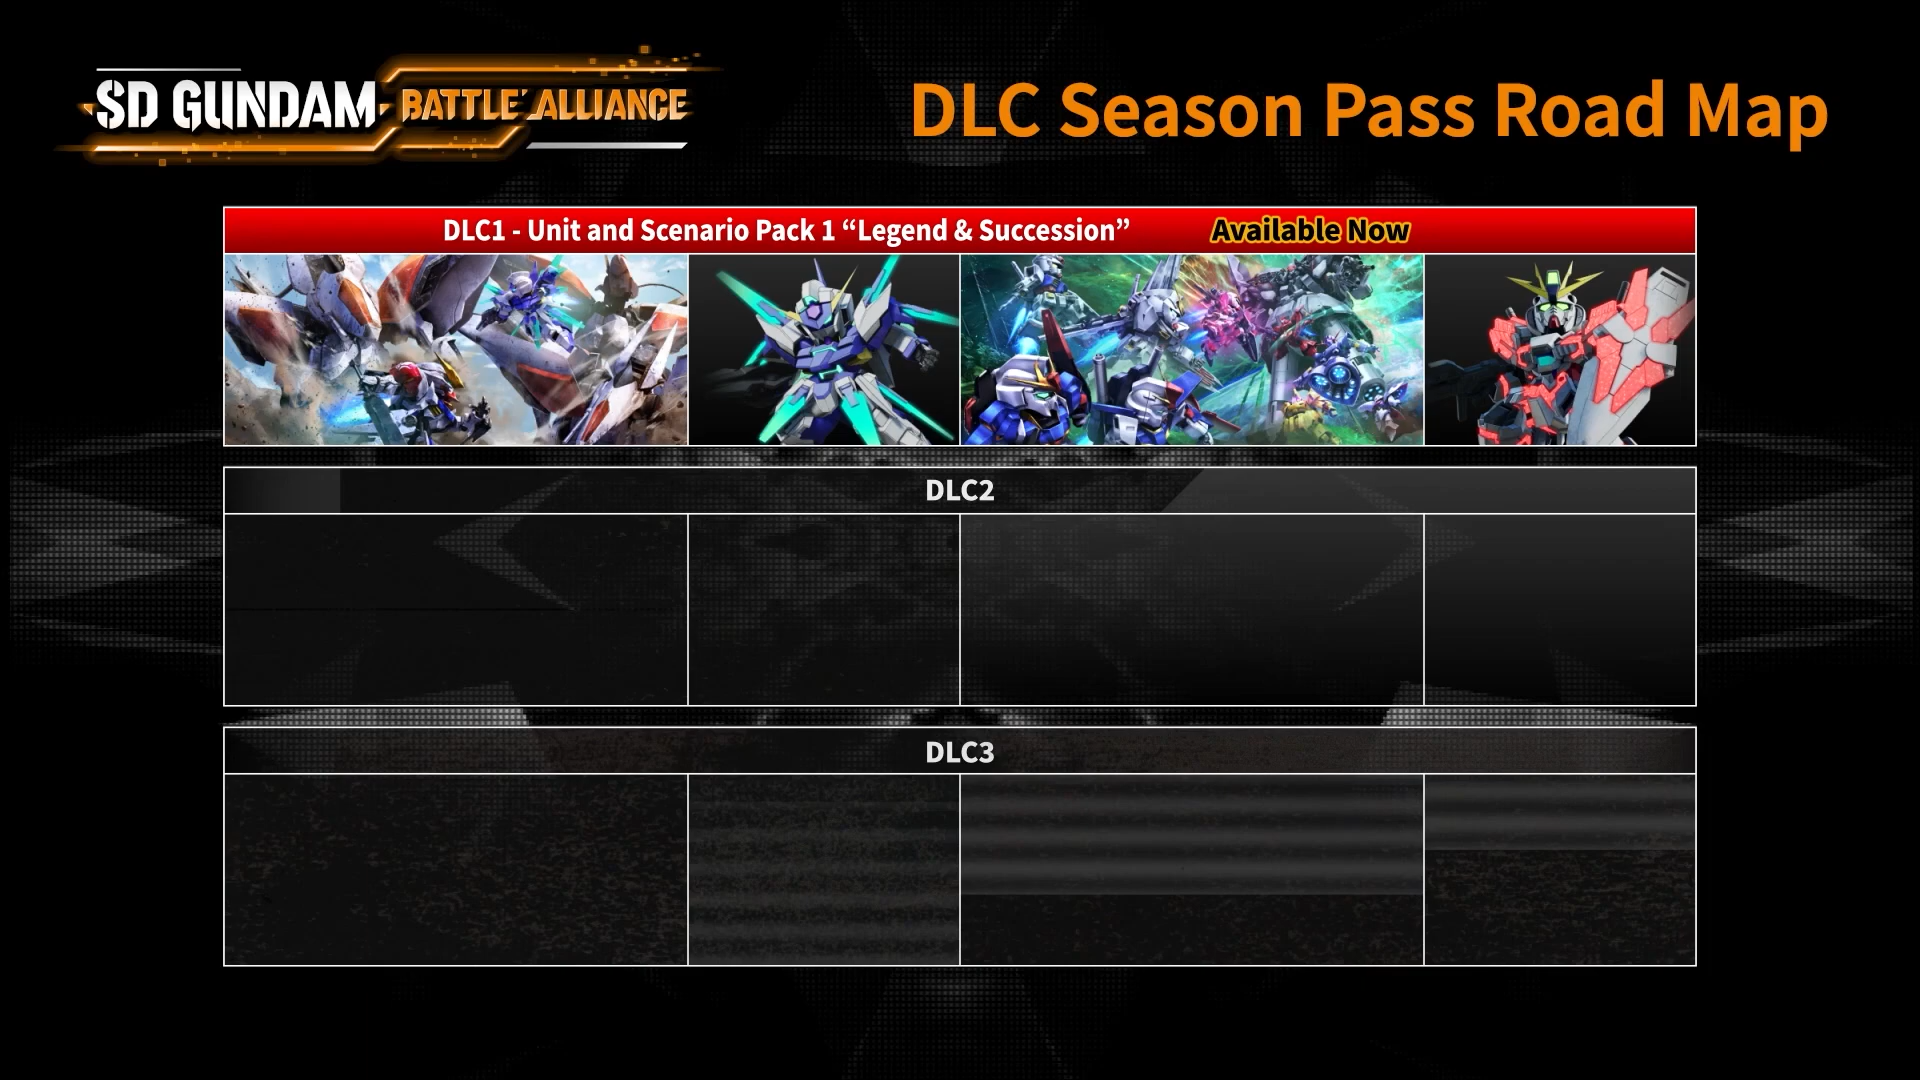 SD GUNDAM BATTLE ALLIANCE
DLC Season Pass Road Map
DLC1 - Unit and Scenario Pack 1 “Legend & Succession” Available Now
DLC2
DLC3